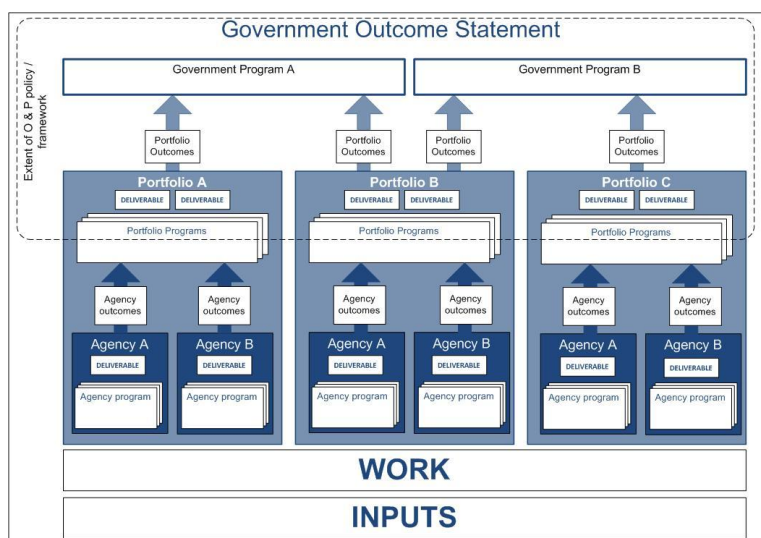 Government Outcome Statement
Extent of O & P policy /
framework
Government Program A
Government Program B
Portfolio
Outcomes
Portfolio
Outcomes
Portfolio
Outcomes
Portfolio
Outcomes
Portfolio A
Portfolio B
Portfolio C
DELIVERABLE
DELIVERABLE
DELIVERABLE
DELIVERABLE
DELIVERABLE
DELIVERABLE
Portfolio Programs
Portfolio Programs
Portfolio Programs
Agency
outcomes
Agency
outcomes
Agency
outcomes
Agency
outcomes
Agency
outcomes
Agency
outcomes
Agency A
Agency B
Agency A
Agency B
Agency A
Agency B
DELIVERABLE
DELIVERABLE
DELIVERABLE
DELIVERABLE
DELIVERABLE
DELIVERABLE
Agency program
Agency program
Agency program
Agency program
Agency program
Agency program
WORK
INPUTS